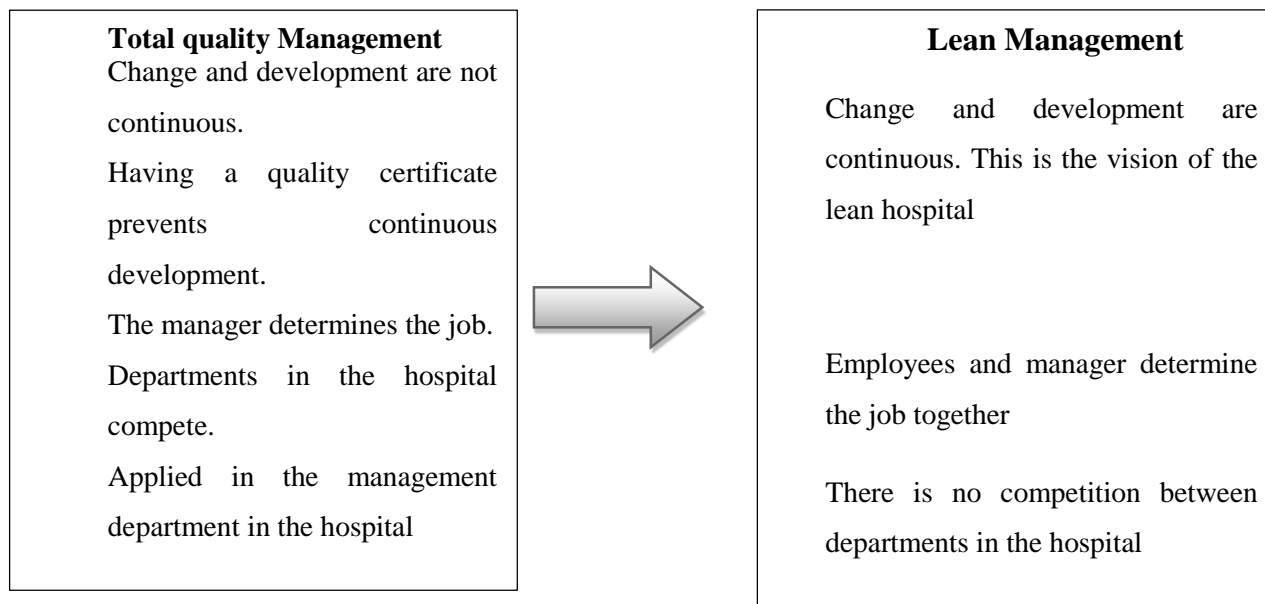 Total quality Management
Change and development are not
continuous.
Having a quality certificate
prevents continuous
development.
The manager determines the job.
Departments in the hospital
compete.
Applied in the management
department in the hospital
Lean Management
Change and development are
continuous. This is the vision of the
lean hospital
Employees and manager determine
the job together
There is no competition between
departments in the hospital